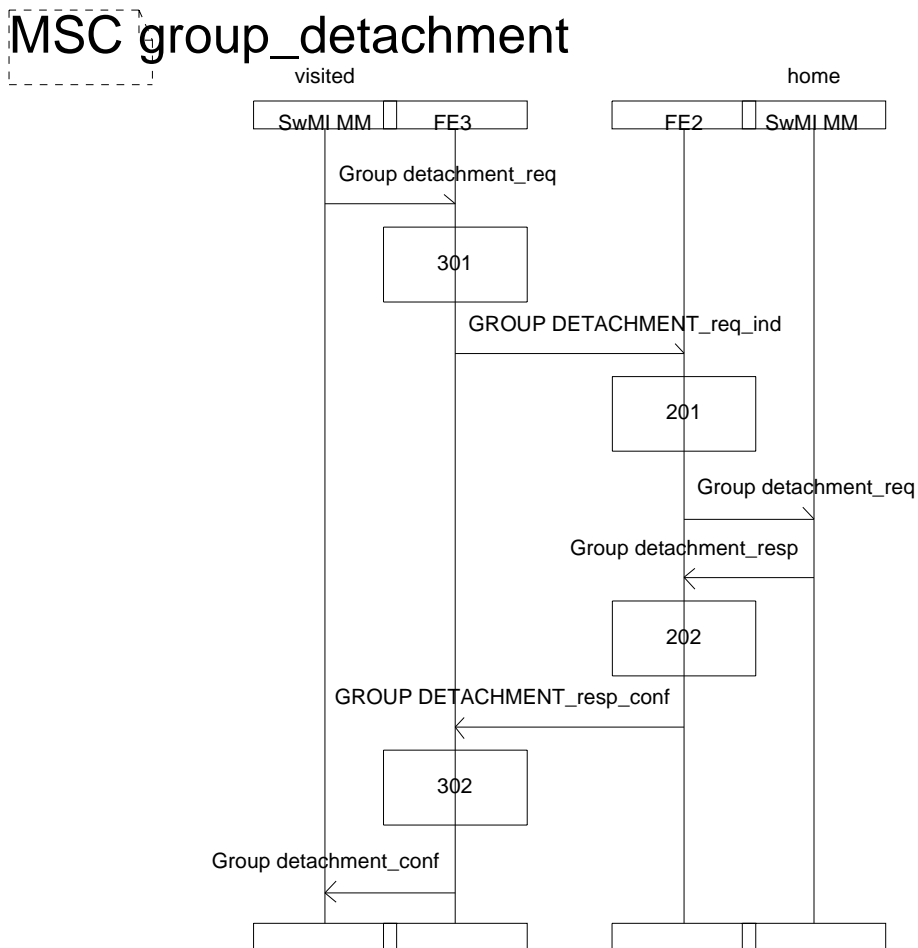 MSC group_detachment
visited home
SwMI MM FE3 FE2 SwMI MM
Group detachment_req
301
GROUP DETACHMENT_req_ind
201
Group detachment_req
Group detachment_resp
202
GROUP DETACHMENT_resp_conf
302
Group detachment_conf